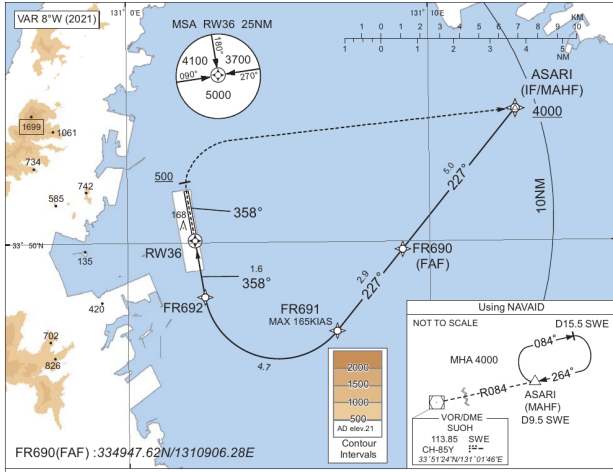 VAR 8°W (2021)
131° 0'E
131° 10'E
KM
1 0 1 2 3 4 5 6 7 8 9 10
1 0 1 2 3 4 5
NM
MSA RW36 25NM
180°
4100 3700
090° 270°
5000
ASARI
(IF/MAHF)
4000
1699
1061
734
742
585
500
168
358°
5.0
227°
10NM
33° 50'N
RW36
135
FR690
(FAF)
1.6
358°
2.9
227°
FR692
420
FR691
MAX 165KIAS
702
826
4.7
2000
1500
1000
500
AD elev.21
Contour
Intervals
Using NAVAID
NOT TO SCALE
D15.5 SWE
084°
MHA 4000
264°
R084
ASARI
(MAHF)
D9.5 SWE
VOR/DME
SUOH
113.85 SWE
CH-85Y
33°51'24"N/131°01'46"E
FR690(FAF) :334947.62N/1310906.28E